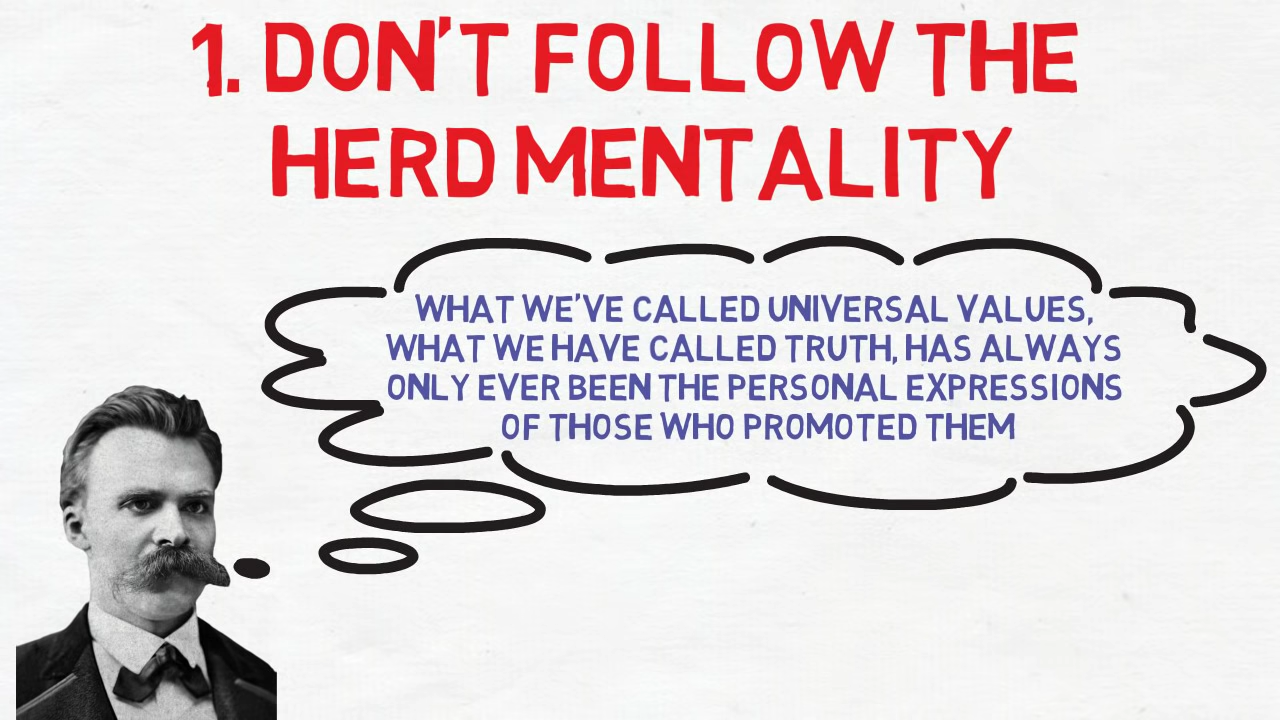 1. DON'T FOLLOW THE
HERD MENTALITY
WHAT WE'VE CALLED UNIVERSAL VALUES,
WHAT WE HAVE CALLED TRUTH, HAS ALWAYS
ONLY EVER BEEN THE PERSONAL EXPRESSIONS
OF THOSE WHO PROMOTED THEM